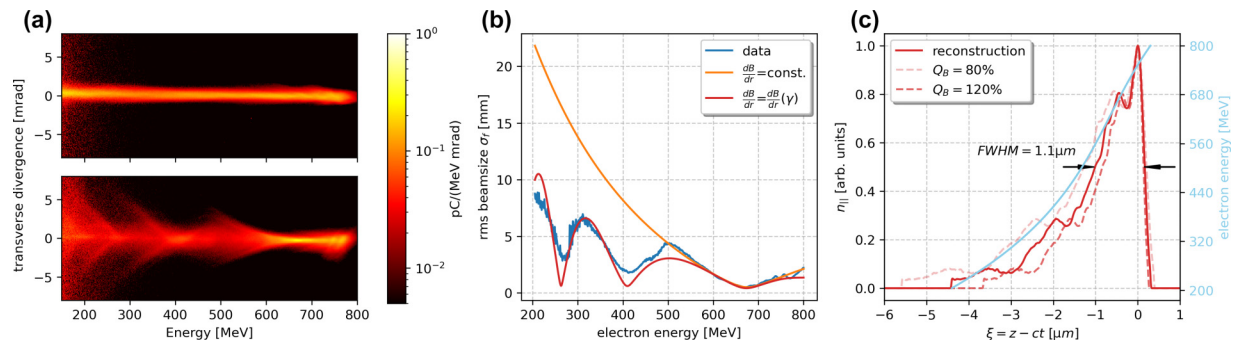 (a)
5
0
−5
5
0
−5
transverse divergence [mrad]
200 300 400 500 600 700 800
Energy [MeV]
10⁰
10⁻¹
10⁻²
pC/(MeV mrad)
(b)
data
dB/dr=const.
dB/dr=dB/dr(γ)
20
15
10
5
0
rms beamsize σf [mm]
200 300 400 500 600 700 800
electron energy [MeV]
(c)
reconstruction
QB = 80%
QB = 120%
FWHM = 1.1μm
1.0
0.8
0.6
0.4
0.2
0.0
n|| [arb. units]
−6 −5 −4 −3 −2 −1 0 1
ξ = z − ct [μm]
800
680
560
440
320
200
electron energy [MeV]